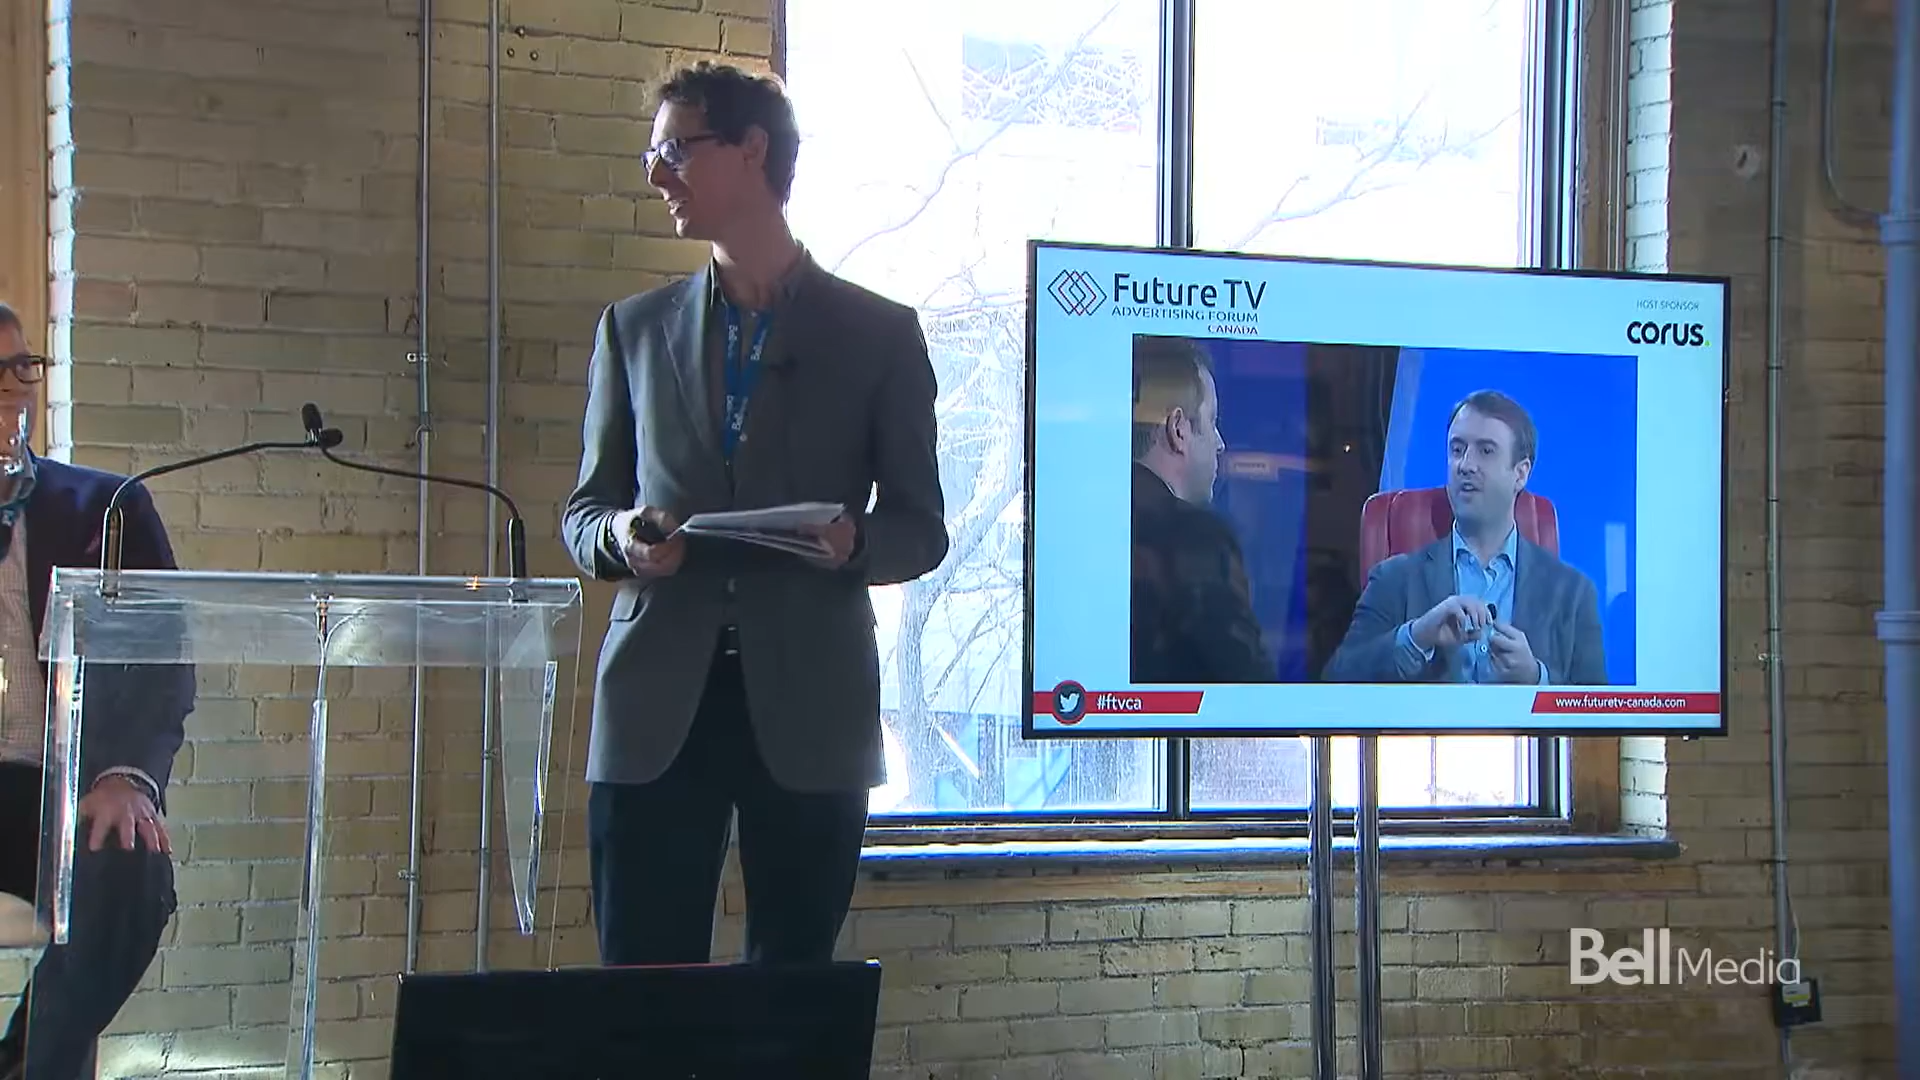 Future TV
ADVERTISING FORUM
CANADA
HOST SPONSOR
corus.
#ftvca
www.futuretv-canada.com
Bell Media